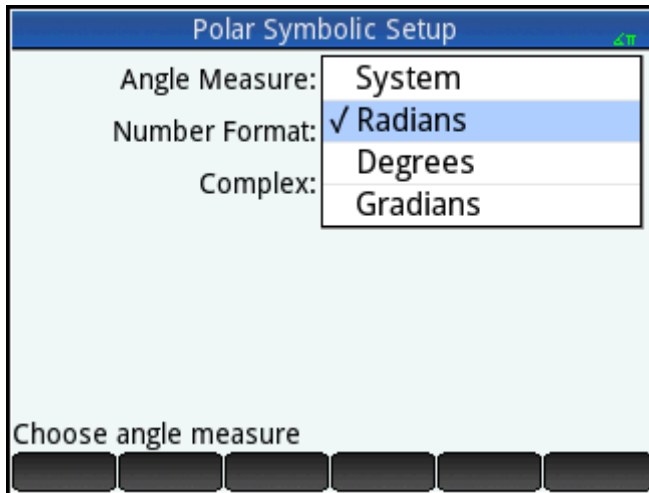 Polar Symbolic Setup
∡π
Angle Measure: System
Number Format: ✓ Radians
Complex: Degrees
Gradians
Choose angle measure